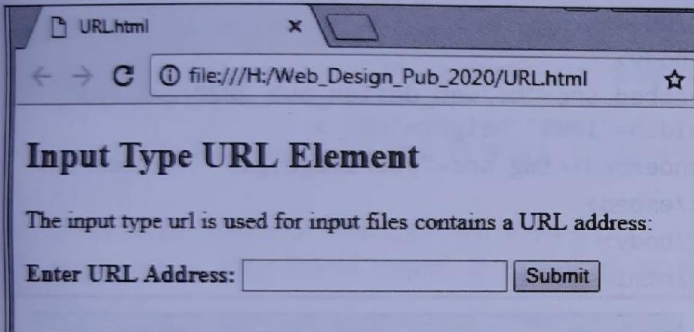 URL.html
file:///H:/Web_Design_Pub_2020/URL.html
Input Type URL Element
The input type url is used for input files contains a URL address:
Enter URL Address: Submit